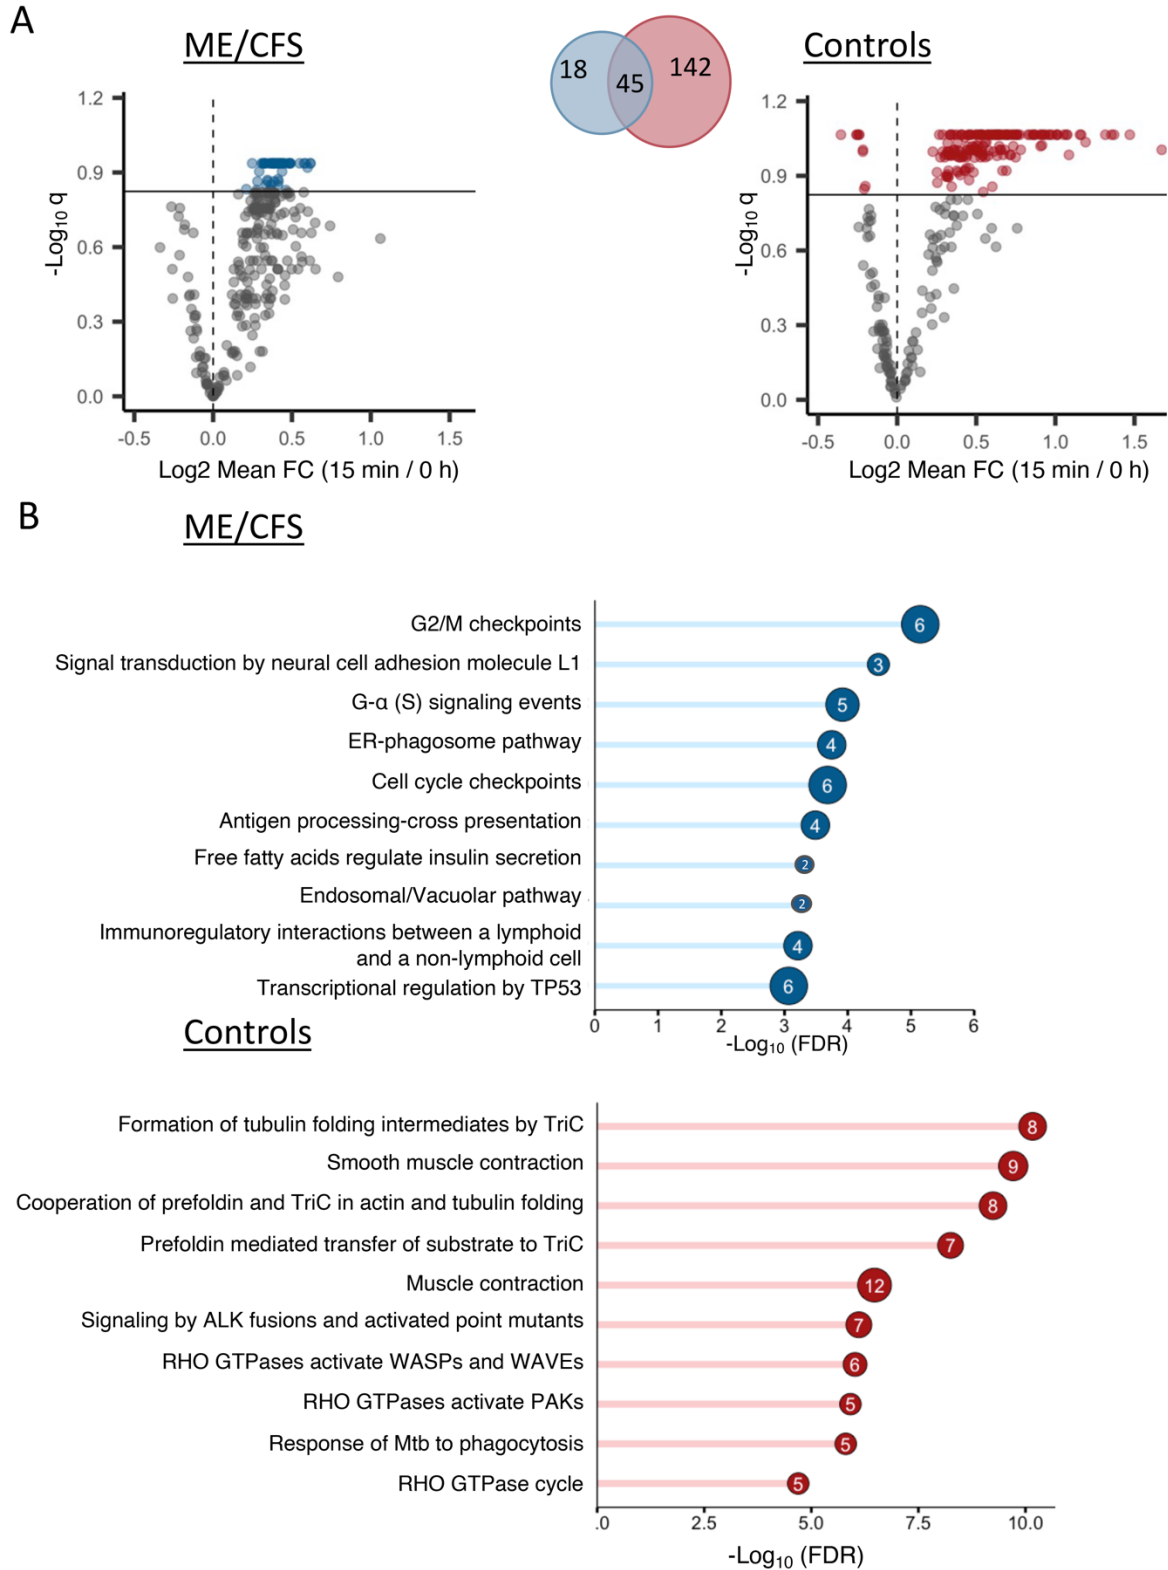 A
ME/CFS
18
45
142
Controls
1.2
0.9
0.6
0.3
0.0
-Log10 q
-0.5
0.0
0.5
1.0
1.5
Log2 Mean FC (15 min / 0 h)
1.2
0.9
0.6
0.3
0.0
-Log10 q
-0.5
0.0
0.5
1.0
1.5
Log2 Mean FC (15 min / 0 h)
B
ME/CFS
G2/M checkpoints
6
Signal transduction by neural cell adhesion molecule L1
3
G-α (S) signaling events
5
ER-phagosome pathway
4
Cell cycle checkpoints
6
Antigen processing-cross presentation
4
Free fatty acids regulate insulin secretion
2
Endosomal/Vacuolar pathway
2
Immunoregulatory interactions between a lymphoid
and a non-lymphoid cell
4
Transcriptional regulation by TP53
6
0
1
2
3
4
5
6
-Log10 (FDR)
Controls
Formation of tubulin folding intermediates by TriC
8
Smooth muscle contraction
9
Cooperation of prefoldin and TriC in actin and tubulin folding
8
Prefoldin mediated transfer of substrate to TriC
7
Muscle contraction
12
Signaling by ALK fusions and activated point mutants
7
RHO GTPases activate WASPs and WAVEs
6
RHO GTPases activate PAKs
5
Response of Mtb to phagocytosis
5
RHO GTPase cycle
5
.0
2.5
5.0
7.5
10.0
-Log10 (FDR)